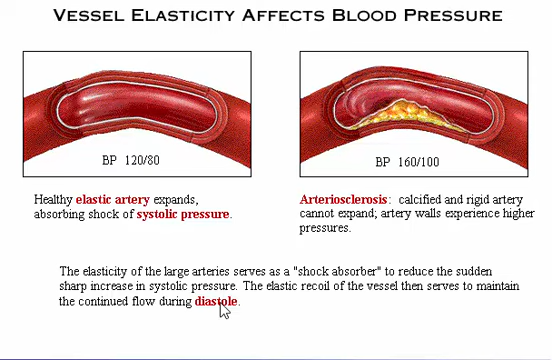 Vessel Elasticity Affects Blood Pressure
BP 120/80
BP 160/100
Healthy elastic artery expands,
absorbing shock of systolic pressure.
Arteriosclerosis: calcified and rigid artery
cannot expand; artery walls experience higher
pressures.
The elasticity of the large arteries serves as a "shock absorber" to reduce the sudden
sharp increase in systolic pressure. The elastic recoil of the vessel then serves to maintain
the continued flow during diastole.